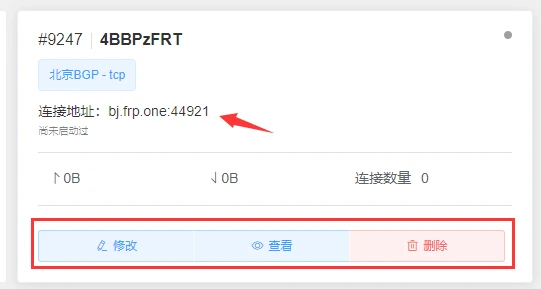 #9247 4BBPzFRT
北京BGP - tcp
连接地址：bj.frp.one:44921
尚未启动过
↑0B ↓0B 连接数量 0
修改 查看 删除